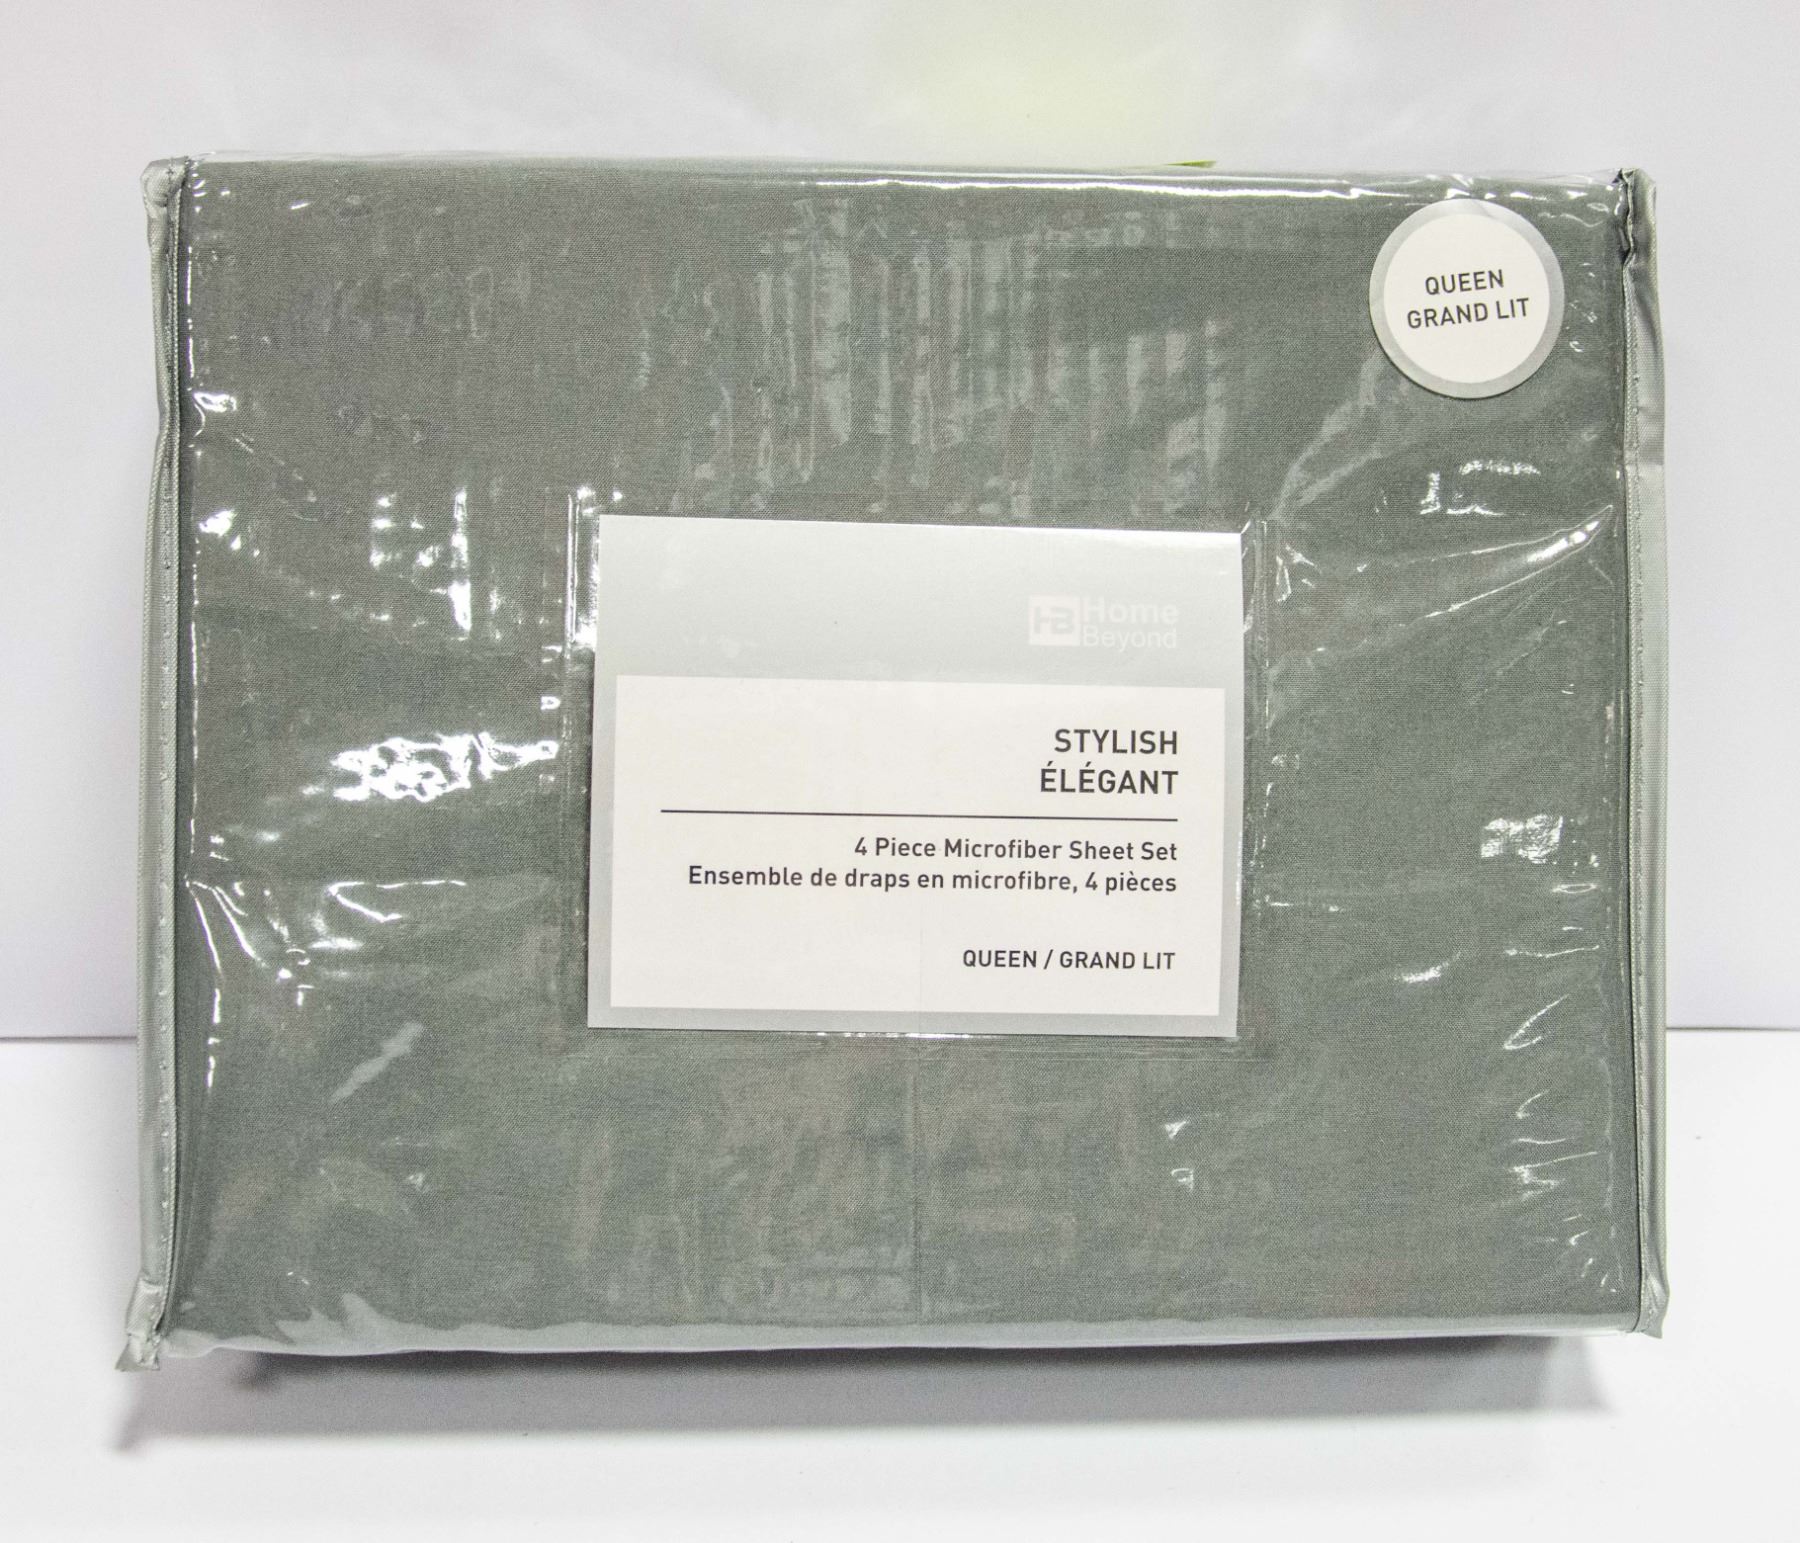 QUEEN
GRAND LIT
HB Home
Beyond
STYLISH
ÉLÉGANT
4 Piece Microfiber Sheet Set
Ensemble de draps en microfibre, 4 pièces
QUEEN / GRAND LIT